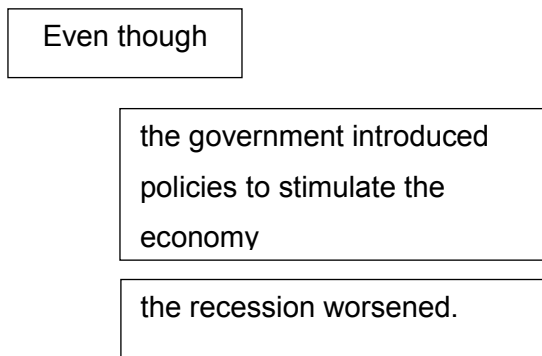 Even though
the government introduced
policies to stimulate the
economy
the recession worsened.